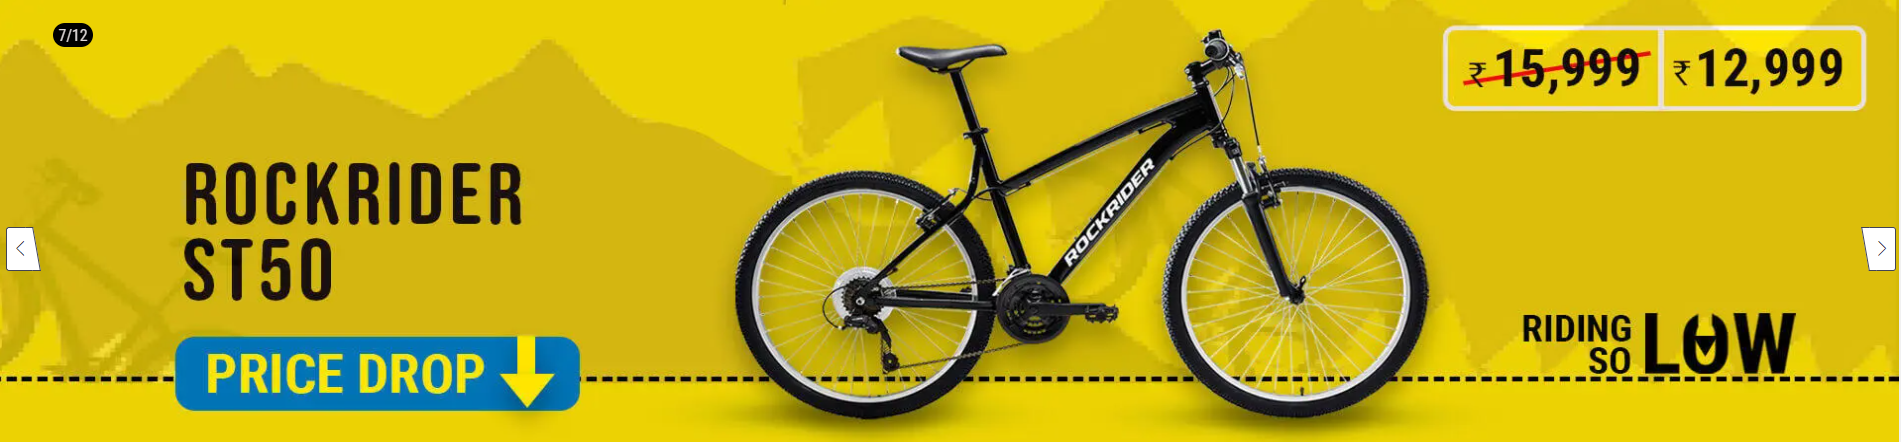 7/12
₹15,999 ₹12,999
ROCKRIDER
ST50
PRICE DROP
ROCKRIDER
RIDING
SO LOW